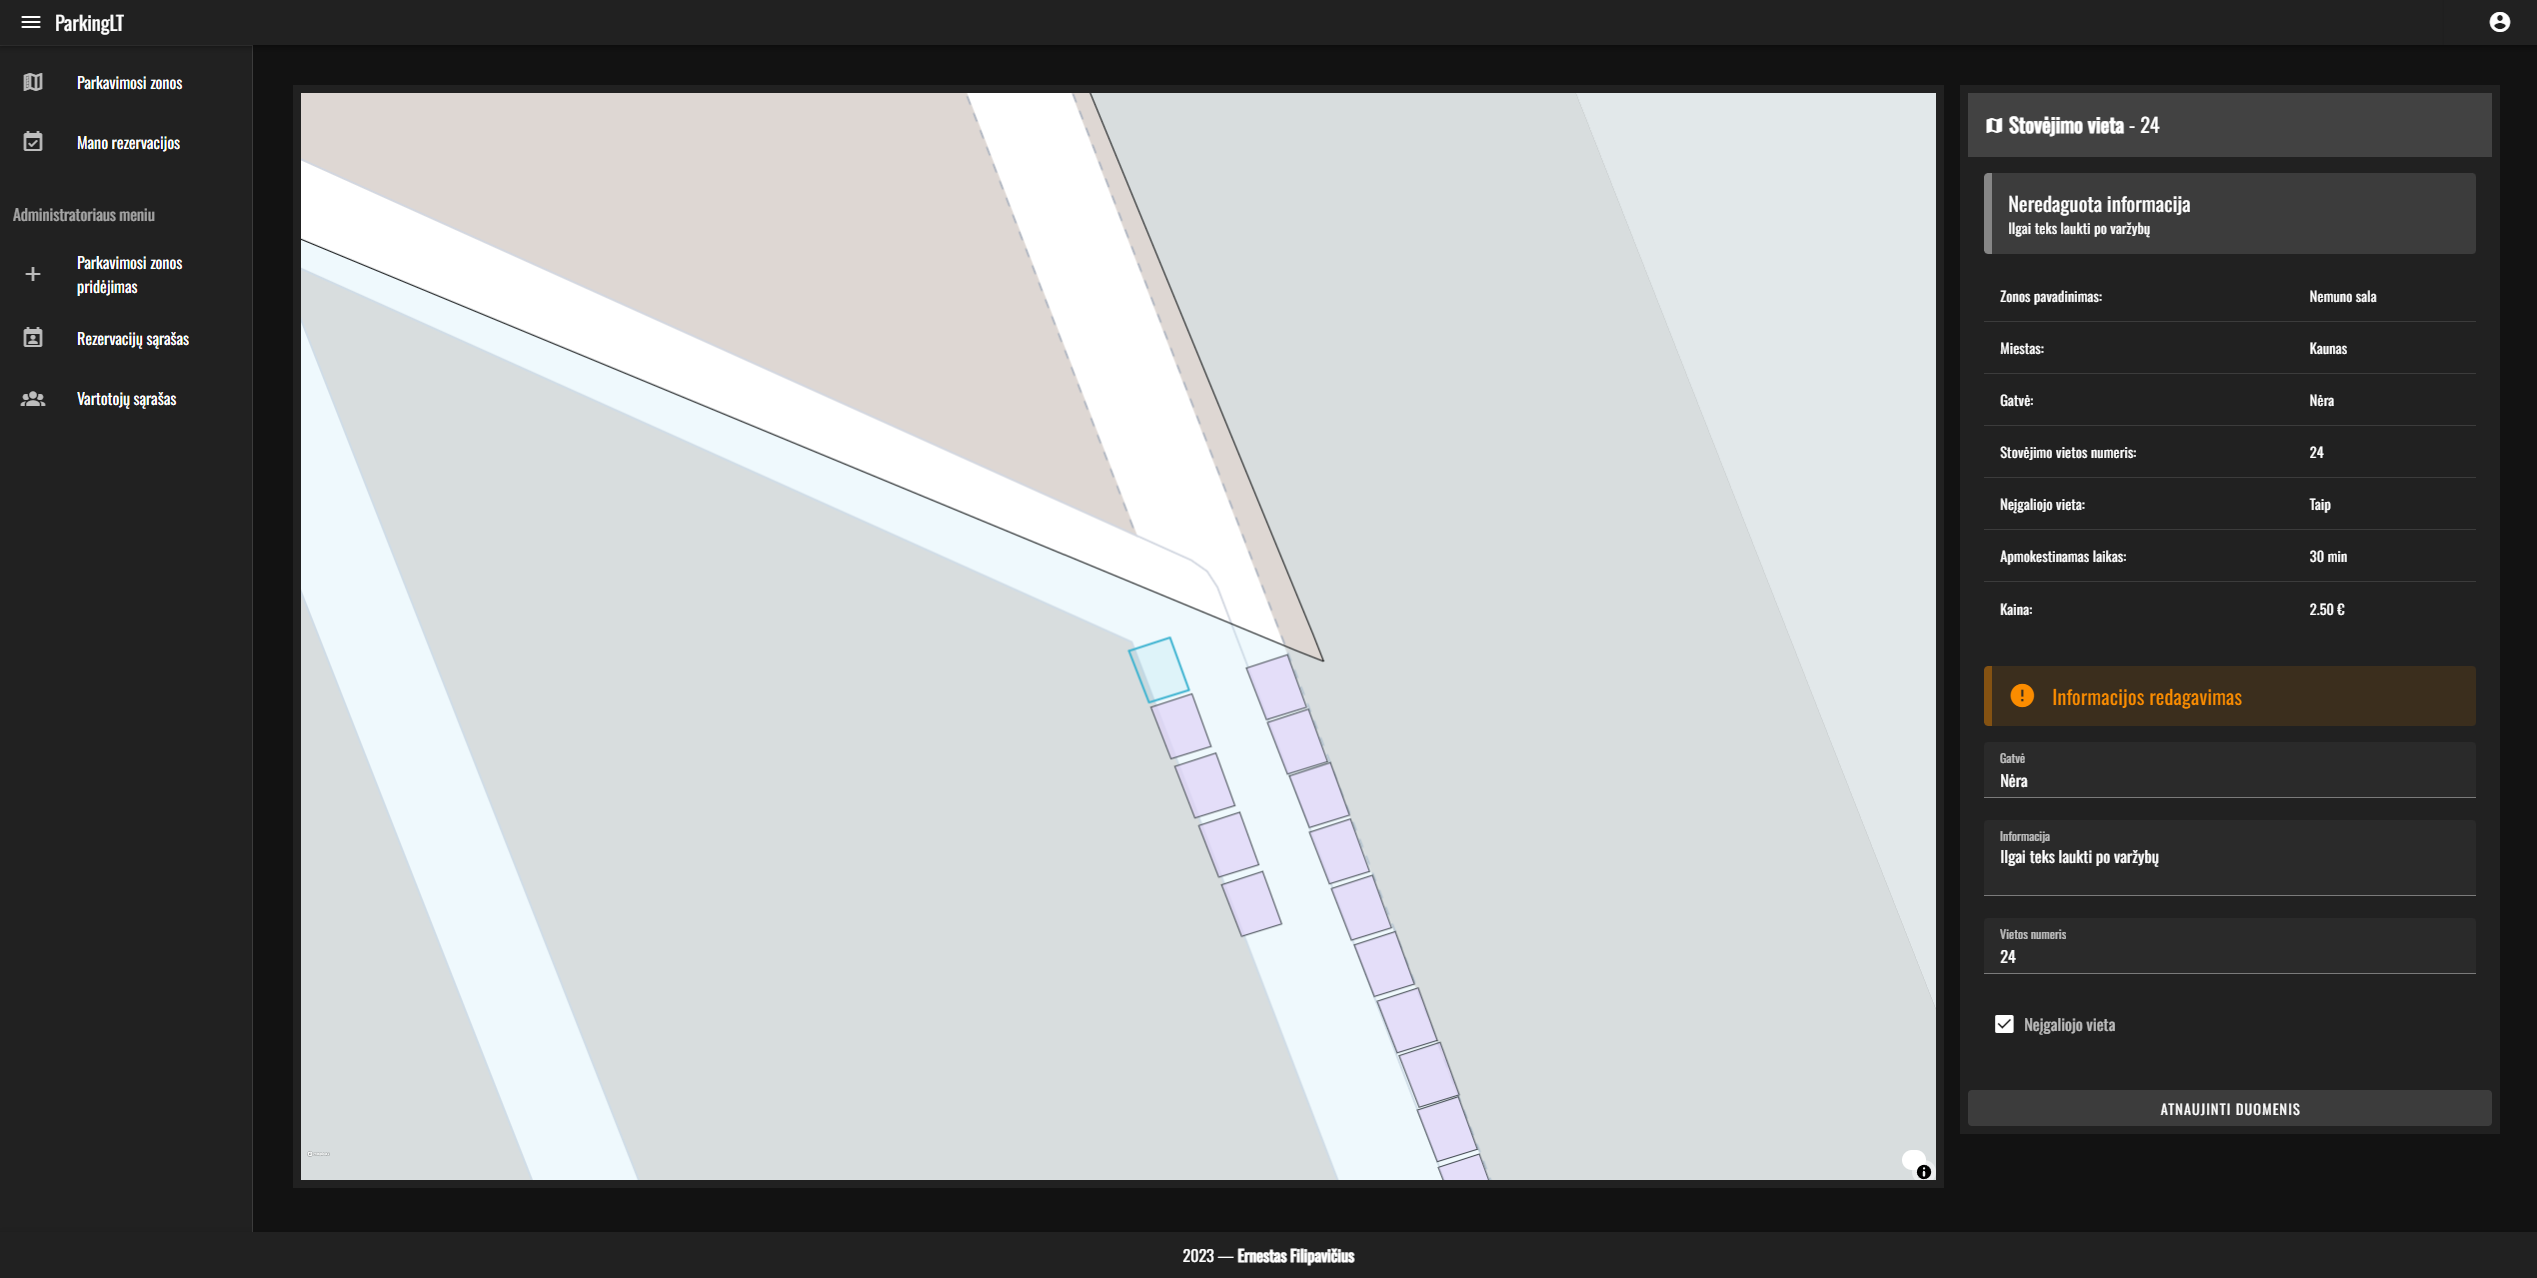 ParkingLT
Parkavimosi zonos
Mano rezervacijos
Administratoriaus meniu
Parkavimosi zonos
pridėjimas
Rezervacijų sąrašas
Vartotojų sąrašas
Stovėjimo vieta - 24
Neredaguota informacija
Ilgai teks laukti po varžybų
Zonos pavadinimas: Nemuno sala
Miestas: Kaunas
Gatvė: Nėra
Stovėjimo vietos numeris: 24
Neįgaliojo vieta: Taip
Apmokestinamas laikas: 30 min
Kaina: 2.50 €
Informacijos redagavimas
Gatvė
Nėra
Informacija
Ilgai teks laukti po varžybų
Vietos numeris
24
Neįgaliojo vieta
ATNAUJINTI DUOMENIS
2023 — Ernestas Filipavičius